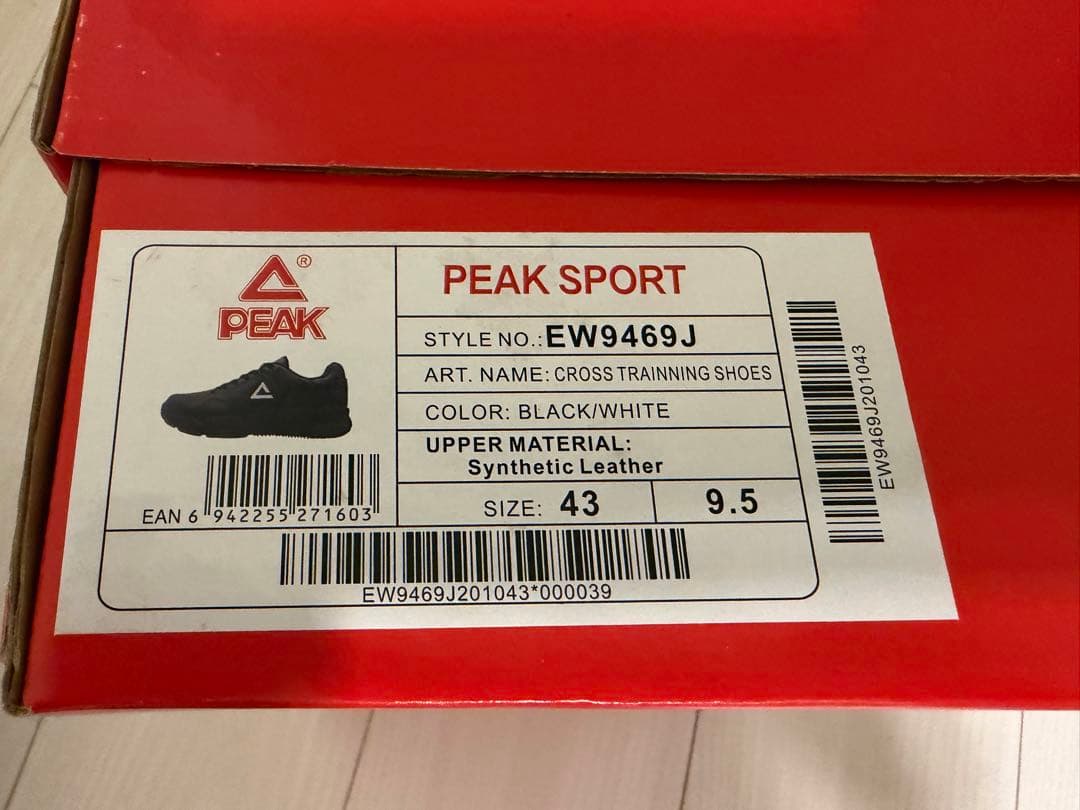 ®
PEAK
PEAK SPORT
STYLE NO.:EW9469J
ART. NAME: CROSS TRAINNING SHOES
COLOR: BLACK/WHITE
UPPER MATERIAL:
Synthetic Leather
SIZE: 43 9.5
EAN 6 942255 271603
EW9469J201043*000039
EW9469J201043